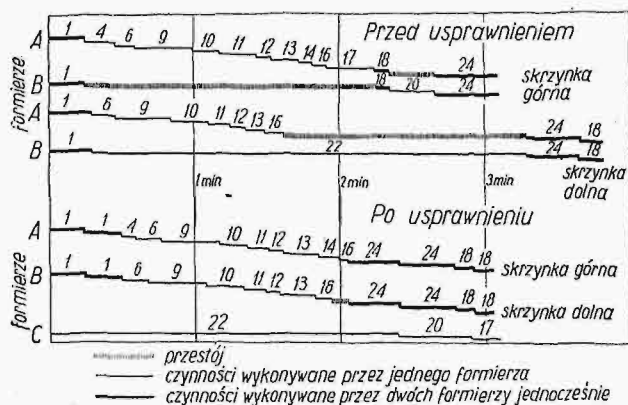 Przed usprawnieniem
formierze
A 1 4 6 9 10 11 12 13 14 16 17 18 24
skrzynka górna
B 1 18 20 24
A 1 6 9 10 11 12 13 16 24 18
B 1 22 24 18
skrzynka dolna
1 min 2 min 3 min
Po usprawnieniu
formierze
A 1 1 4 6 9 10 11 12 13 14 16 24 24 18 18
skrzynka górna
B 1 1 6 9 10 11 12 13 16 24 24 18 18
skrzynka dolna
C 22 20 17
przestój
czynności wykonywane przez jednego formierza
czynności wykonywane przez dwóch formierzy jednocześnie